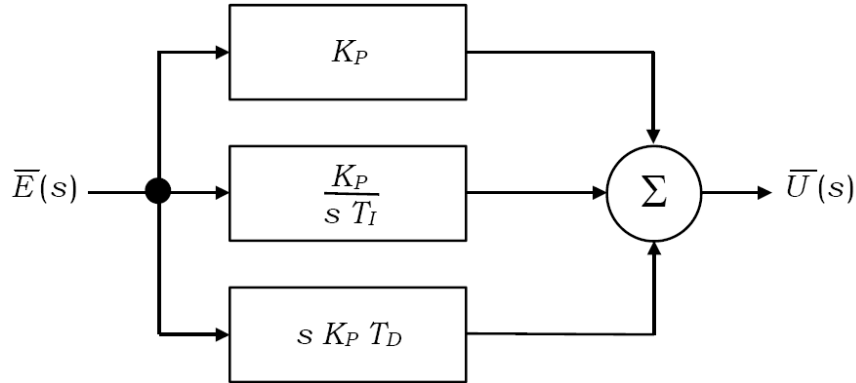 K_P
E̅(s)
K_P
s T_I
Σ
U̅(s)
s K_P T_D